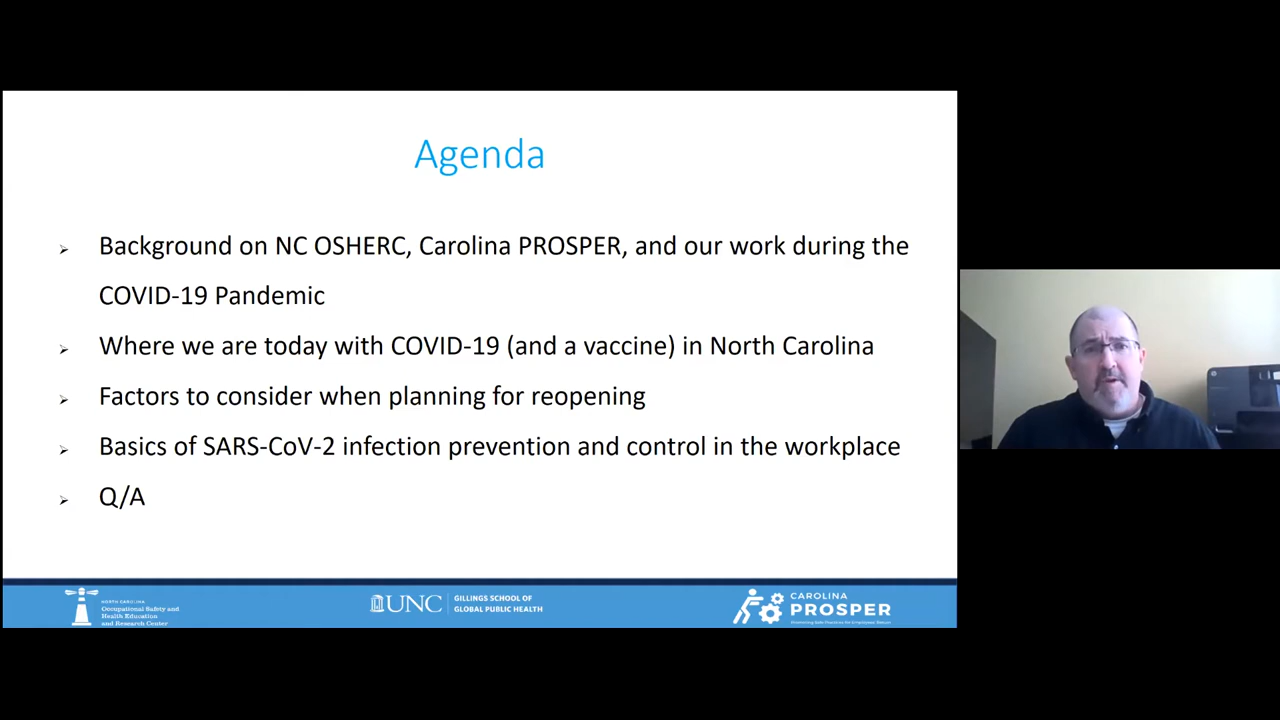 Agenda
Background on NC OSHERC, Carolina PROSPER, and our work during the
COVID-19 Pandemic
Where we are today with COVID-19 (and a vaccine) in North Carolina
Factors to consider when planning for reopening
Basics of SARS-CoV-2 infection prevention and control in the workplace
Q/A
NORTH CAROLINA
Occupational Safety and
Health Education
and Research Center
UNC
GILLINGS SCHOOL OF
GLOBAL PUBLIC HEALTH
CAROLINA
PROSPER
Promoting Safe Practices for Employees' Return